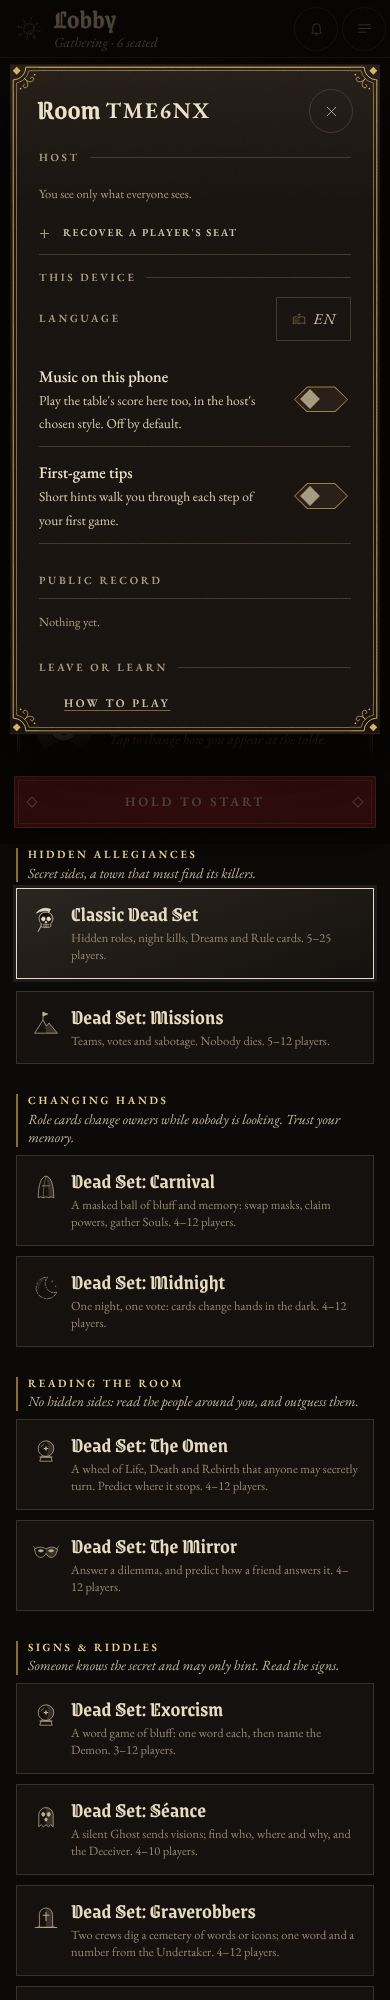 Lobby
Gathering · 6 seated
Room TME6NX
HOST
You see only what everyone sees.
+ RECOVER A PLAYER'S SEAT
THIS DEVICE
LANGUAGE
EN
Music on this phone
Play the table's score here too, in the host's
chosen style. Off by default.
First-game tips
Short hints walk you through each step of
your first game.
PUBLIC RECORD
Nothing yet.
LEAVE OR LEARN
HOW TO PLAY
Tap to change how you appear at the table.
HOLD TO START
HIDDEN ALLEGIANCES
Secret sides, a town that must find its killers.
Classic Dead Set
Hidden roles, night kills, Dreams and Rule cards. 5–25
players.
Dead Set: Missions
Teams, votes and sabotage. Nobody dies. 5–12 players.
CHANGING HANDS
Role cards change owners while nobody is looking. Trust your
memory.
Dead Set: Carnival
A masked ball of bluff and memory: swap masks, claim
powers, gather Souls. 4–12 players.
Dead Set: Midnight
One night, one vote: cards change hands in the dark. 4–12
players.
READING THE ROOM
No hidden sides: read the people around you, and outguess them.
Dead Set: The Omen
A wheel of Life, Death and Rebirth that anyone may secretly
turn. Predict where it stops. 4–12 players.
Dead Set: The Mirror
Answer a dilemma, and predict how a friend answers it. 4–
12 players.
SIGNS & RIDDLES
Someone knows the secret and may only hint. Read the signs.
Dead Set: Exorcism
A word game of bluff: one word each, then name the
Demon. 3–12 players.
Dead Set: Séance
A silent Ghost sends visions; find who, where and why, and
the Deceiver. 4–10 players.
Dead Set: Graverobbers
Two crews dig a cemetery of words or icons; one word and a
number from the Undertaker. 4–12 players.